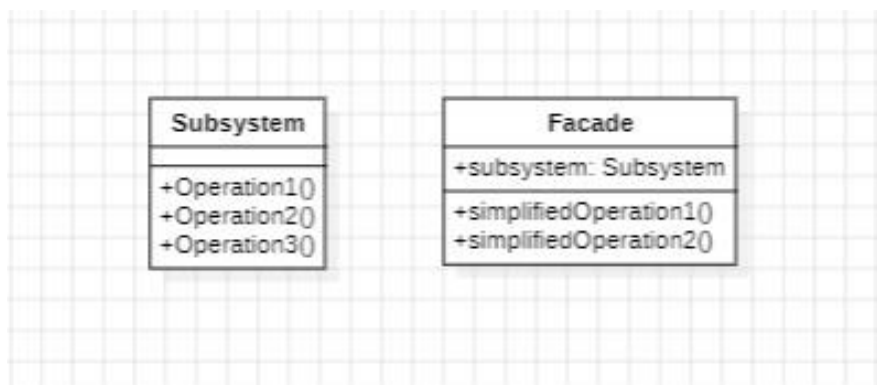 Subsystem
+Operation1()
+Operation2()
+Operation3()
Facade
+subsystem: Subsystem
+simplifiedOperation1()
+simplifiedOperation2()